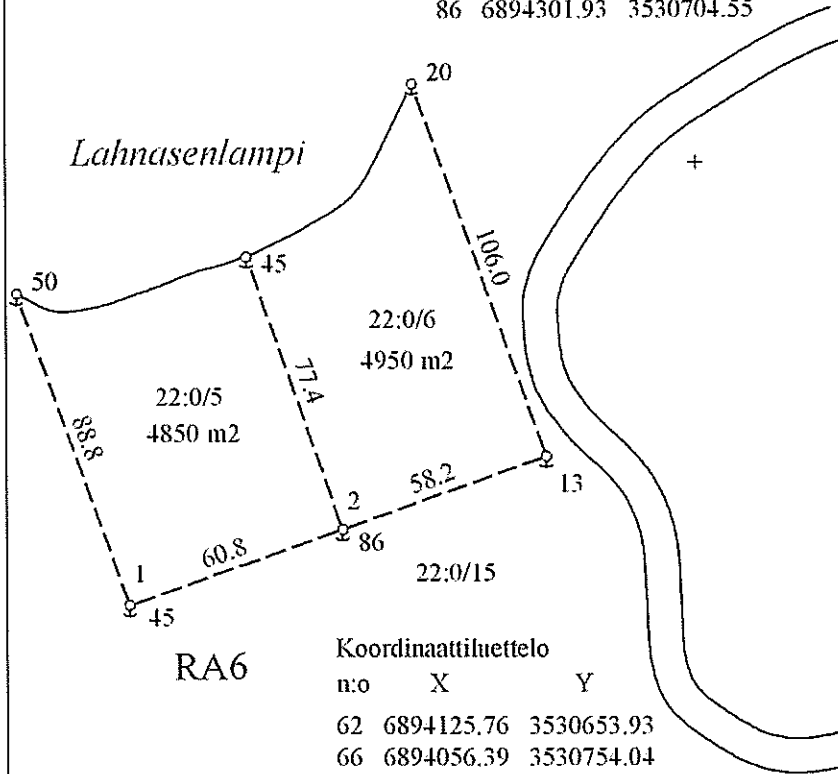 86 6894301.93 3530704.55
20
Lahnasenlampi
45
50
106.0
22:0/6
4950 m2
77.4
22:0/5
4850 m2
88.8
58.2
13
2
86
60.8
22:0/15
1
45
RA6
Koordinaattiluettelo
n:o X Y
62 6894125.76 3530653.93
66 6894056.39 3530754.04